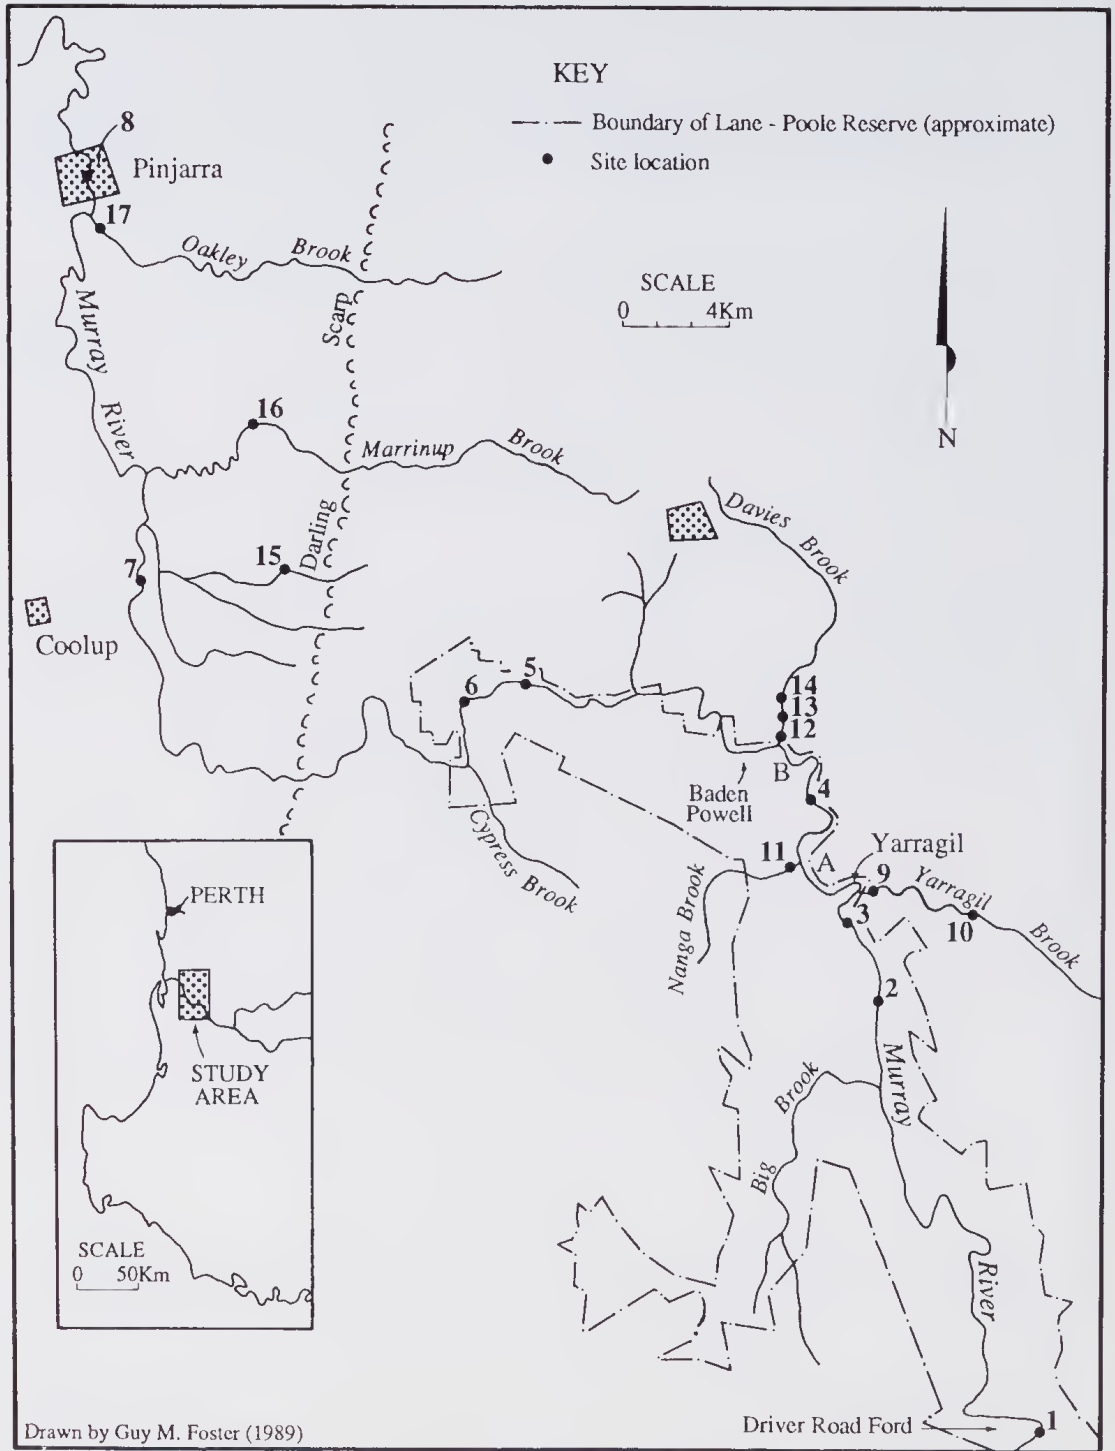 KEY
Boundary of Lane - Poole Reserve (approximate)
Site location
8
Pinjarra
17
Oakley Brook
SCALE
0 4Km
Murray River
Scarp
N
16
Marrinup Brook
Davies Brook
Darling
15
7
Coolup
6
5
14
13
12
B
Baden
Powell
4
Cypress Brook
11
A
Yarragil
9
Yarragil Brook
3
10
Nanga Brook
2
Murray River
Big Brook
PERTH
STUDY
AREA
SCALE
0 50Km
Driver Road Ford
1
Drawn by Guy M. Foster (1989)